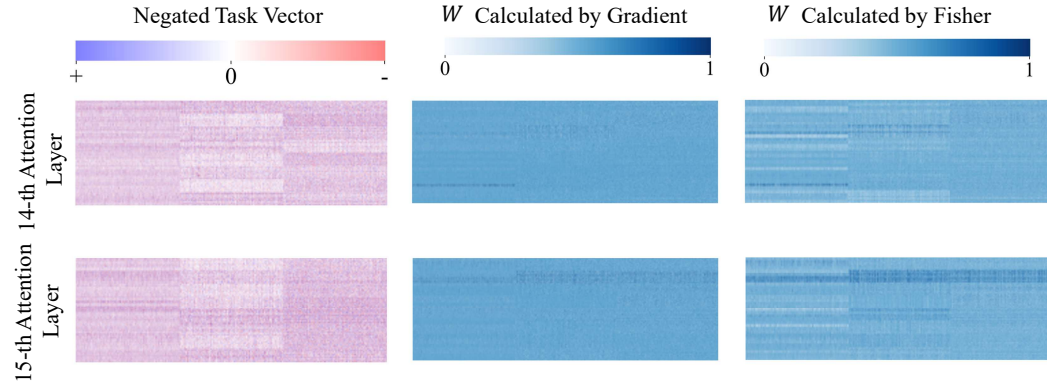 Negated Task Vector
W Calculated by Gradient
W Calculated by Fisher
+ 0 -
0 1
0 1
14-th Attention
Layer
15-th Attention
Layer